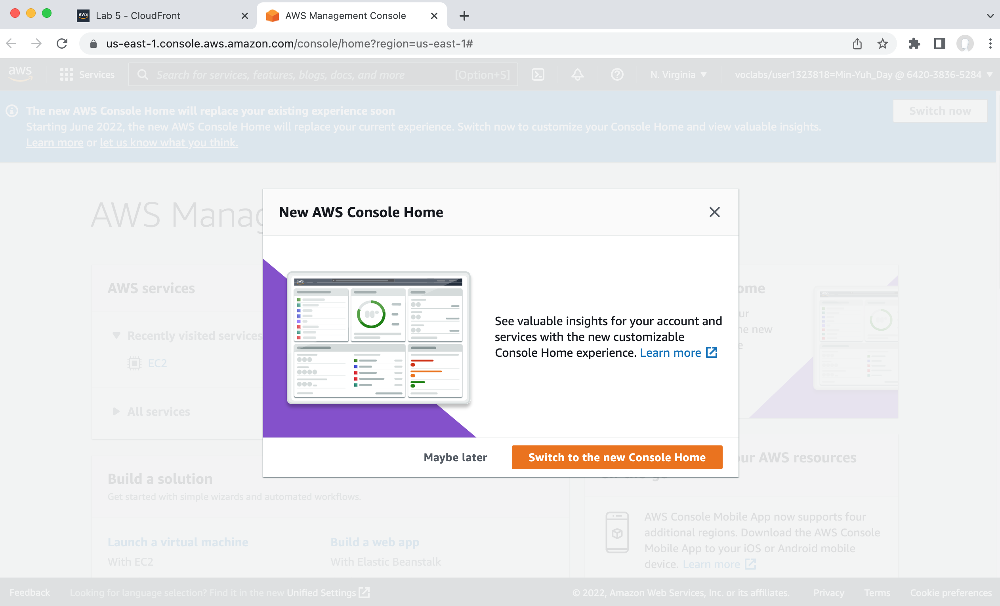 aws
Lab 5 - CloudFront
AWS Management Console
us-east-1.console.aws.amazon.com/console/home?region=us-east-1#
aws
Services
Search for services, features, blogs, docs, and more
[Option+S]
N. Virginia
voclabs/user1323818=Min-Yuh_Day @ 6420-3836-5284
The new AWS Console Home will replace your existing experience soon
Switch now
Starting June 2022, the new AWS Console Home will replace your current experience. Switch now to customize your Console Home and view valuable insights.
Learn more or let us know what you think.
AWS Manag
New AWS Console Home
aws
See valuable insights for your account and
services with the new customizable
Console Home experience. Learn more
Maybe later
Switch to the new Console Home
AWS services
Recently visited services
EC2
All services
ome
ur
he new
e
Build a solution
Get started with simple wizards and automated workflows.
Launch a virtual machine
With EC2
Build a web app
With Elastic Beanstalk
ur AWS resources
AWS Console Mobile App now supports four
additional regions. Download the AWS Console
Mobile App to your iOS or Android mobile
device. Learn more
Feedback
Looking for language selection? Find it in the new Unified Settings
© 2022, Amazon Web Services, Inc. or its affiliates.
Privacy
Terms
Cookie preferences